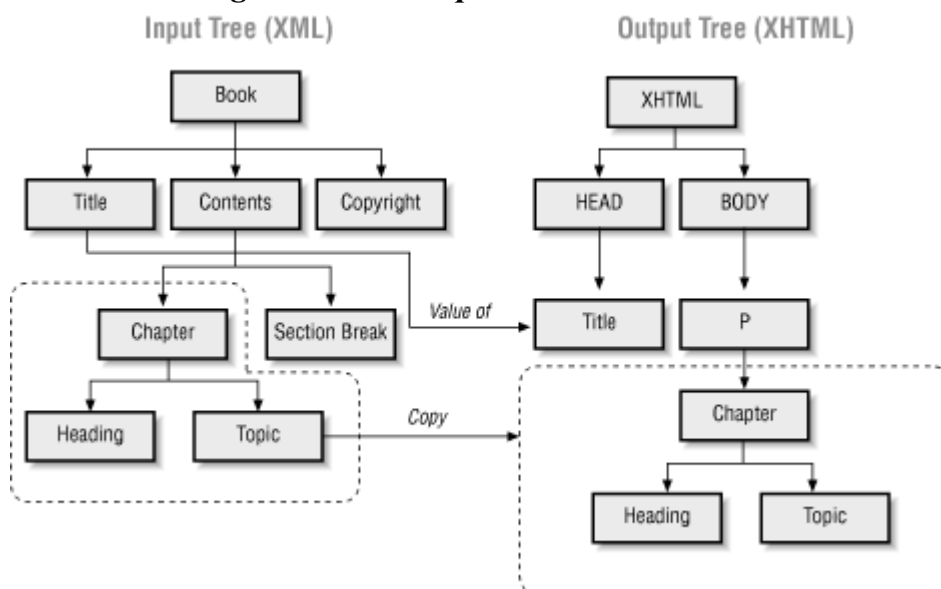 Input Tree (XML)
Output Tree (XHTML)
Book
XHTML
Title
Contents
Copyright
HEAD
BODY
Chapter
Section Break
Value of
Title
P
Heading
Topic
Copy
Chapter
Heading
Topic